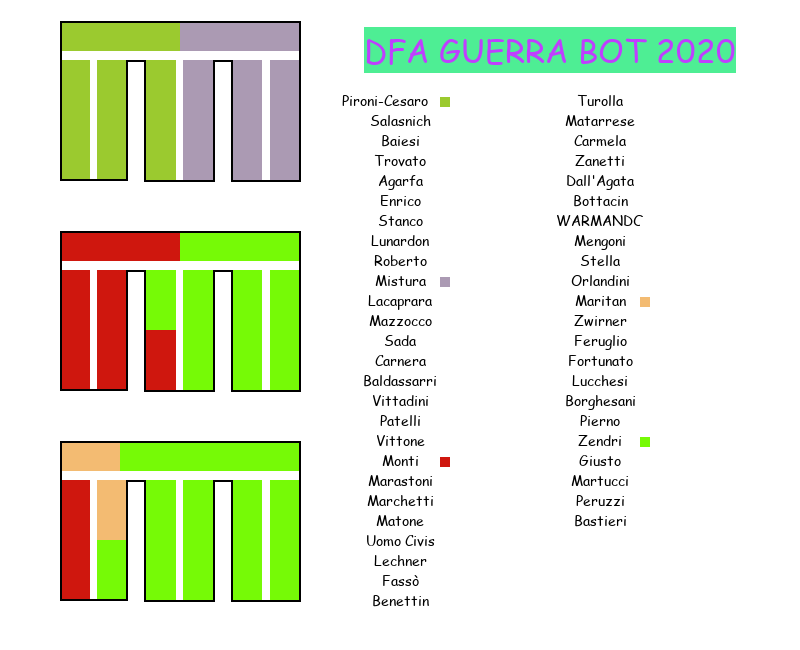 DFA GUERRA BOT 2020
Pironi-Cesaro
Salasnich
Baiesi
Trovato
Agarfa
Enrico
Stanco
Lunardon
Roberto
Mistura
Lacaprara
Mazzocco
Sada
Carnera
Baldassarri
Vittadini
Patelli
Vittone
Monti
Marastoni
Marchetti
Matone
Uomo Civis
Lechner
Fassò
Benettin
Turolla
Matarrese
Carmela
Zanetti
Dall'Agata
Bottacin
WARMANDC
Mengoni
Stella
Orlandini
Maritan
Zwirner
Feruglio
Fortunato
Lucchesi
Borghesani
Pierno
Zendri
Giusto
Martucci
Peruzzi
Bastieri